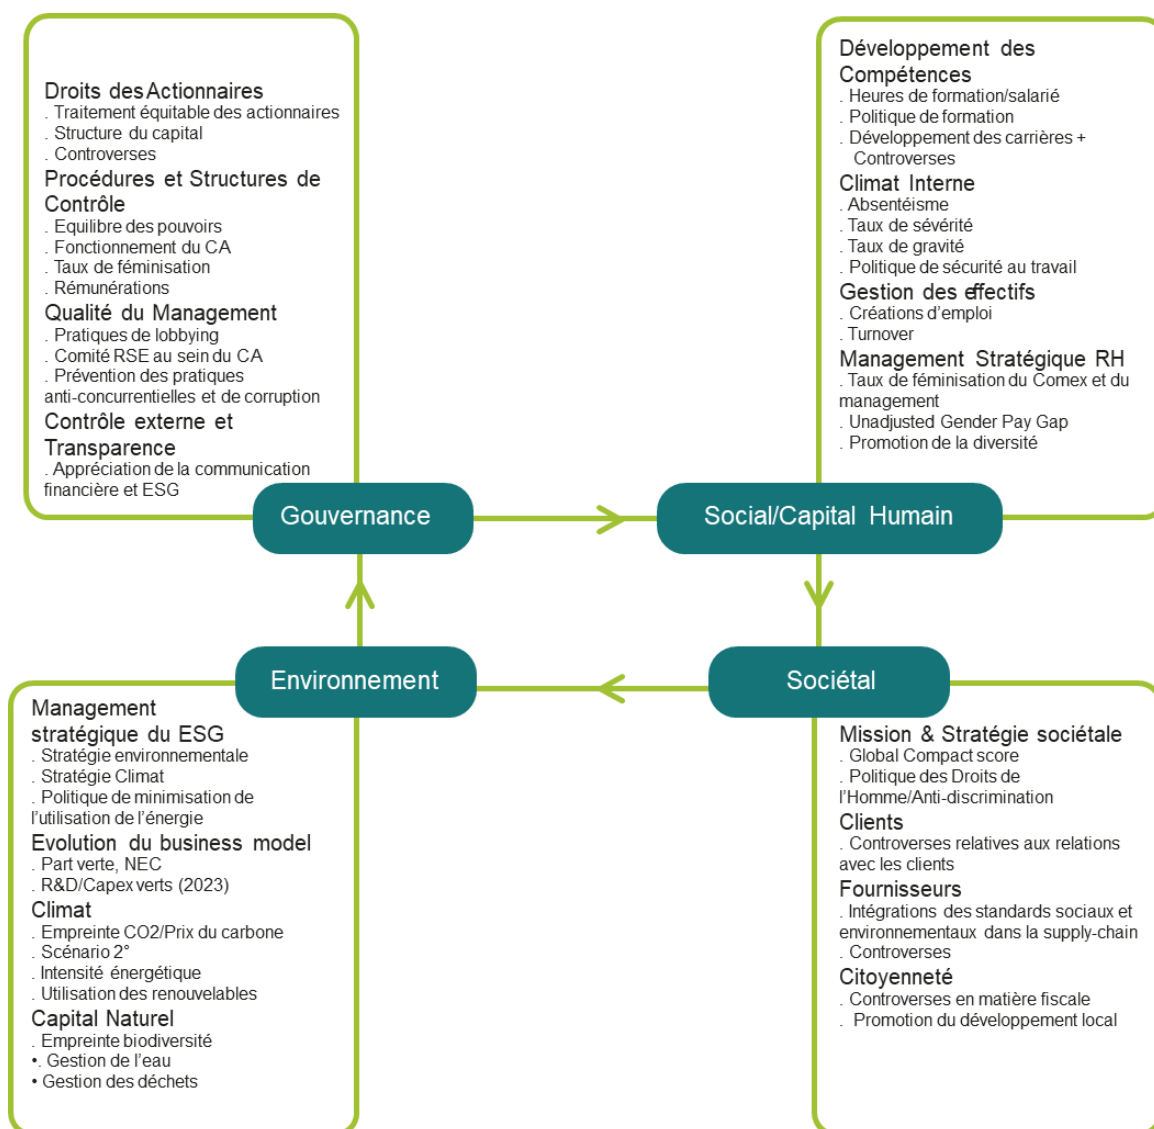 Droits des Actionnaires
. Traitement équitable des actionnaires
. Structure du capital
. Controverses
Procédures et Structures de
Contrôle
. Equilibre des pouvoirs
. Fonctionnement du CA
. Taux de féminisation
. Rémunérations
Qualité du Management
. Pratiques de lobbying
. Comité RSE au sein du CA
. Prévention des pratiques
anti-concurrentielles et de corruption
Contrôle externe et
Transparence
. Appréciation de la communication
financière et ESG
Gouvernance
Développement des
Compétences
. Heures de formation/salarié
. Politique de formation
. Développement des carrières +
Controverses
Climat Interne
. Absentéisme
. Taux de sévérité
. Taux de gravité
. Politique de sécurité au travail
Gestion des effectifs
. Créations d'emploi
. Turnover
Management Stratégique RH
. Taux de féminisation du Comex et du
management
. Unadjusted Gender Pay Gap
. Promotion de la diversité
Social/Capital Humain
Environnement
Management
stratégique du ESG
. Stratégie environnementale
. Stratégie Climat
. Politique de minimisation de
l'utilisation de l'énergie
Evolution du business model
. Part verte, NEC
. R&D/Capex verts (2023)
Climat
. Empreinte CO2/Prix du carbone
. Scénario 2°
. Intensité énergétique
. Utilisation des renouvelables
Capital Naturel
. Empreinte biodiversité
•. Gestion de l'eau
• Gestion des déchets
Sociétal
Mission & Stratégie sociétale
. Global Compact score
. Politique des Droits de
l'Homme/Anti-discrimination
Clients
. Controverses relatives aux relations
avec les clients
Fournisseurs
. Intégrations des standards sociaux et
environnementaux dans la supply-chain
. Controverses
Citoyenneté
. Controverses en matière fiscale
. Promotion du développement local